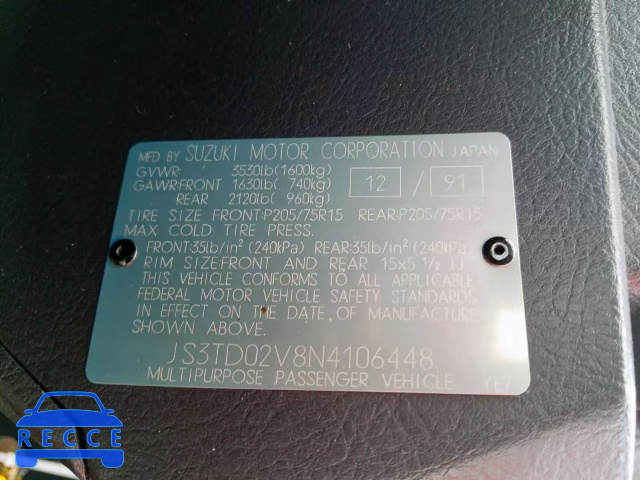 MFD BY SUZUKI MOTOR CORPORATION JAPAN
GVWR: 3530lb(1600kg)
GAWR:FRONT 1630lb( 740kg)
REAR 2120lb( 960kg)
12 / 91
TIRE SIZE FRONT:P205/75R15 REAR:P205/75R15
MAX COLD TIRE PRESS.
FRONT:35lb/in² (240kPa) REAR:35lb/in² (240kPa)
RIM SIZE:FRONT AND REAR 15x5 1/2 JJ
THIS VEHICLE CONFORMS TO ALL APPLICABLE
FEDERAL MOTOR VEHICLE SAFETY STANDARDS
IN EFFECT ON THE DATE OF MANUFACTURE
SHOWN ABOVE.
JS3TD02V8N4106448
MULTIPURPOSE PASSENGER VEHICLE YE7
RECCE